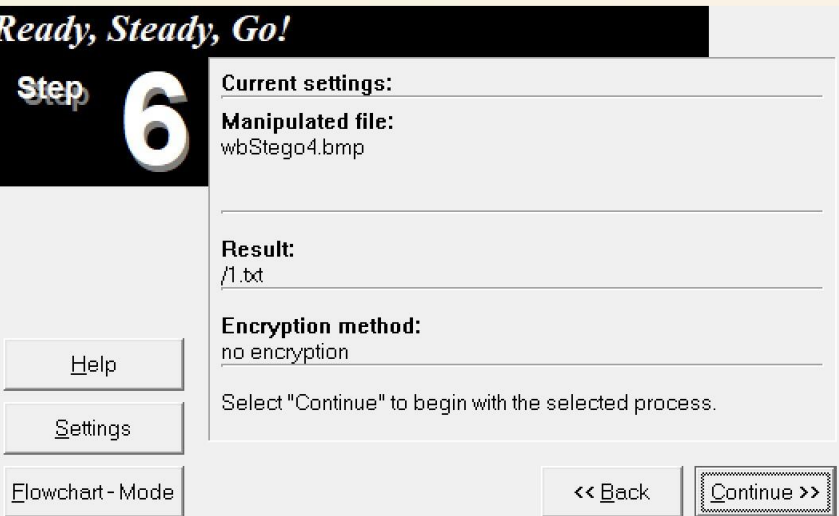 Ready, Steady, Go!
Step 6
Current settings:
Manipulated file:
wbStego4.bmp
Result:
/1.txt
Encryption method:
no encryption
Select "Continue" to begin with the selected process.
Help
Settings
Flowchart - Mode
<< Back
Continue >>